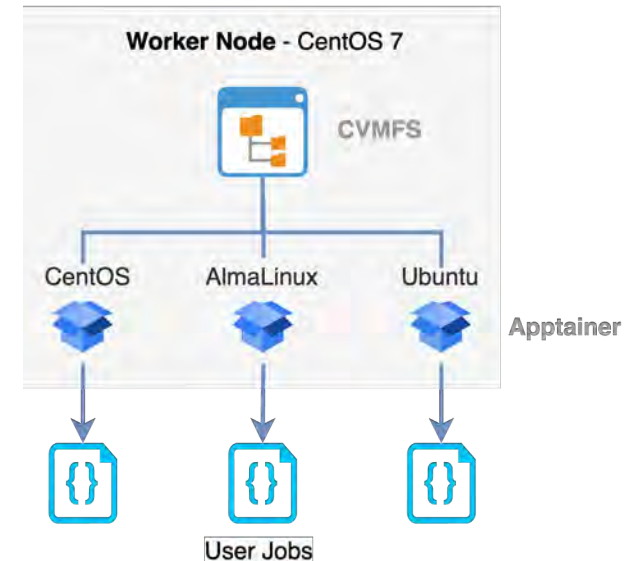 Worker Node - CentOS 7
CVMFS
CentOS
AlmaLinux
Ubuntu
Apptainer
{}
{}
{}
User Jobs